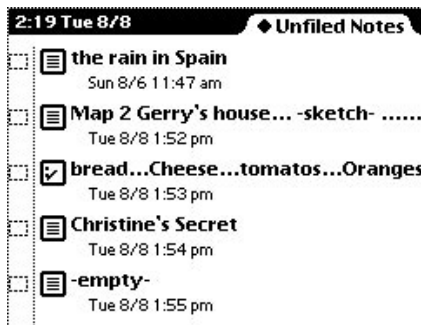 2:19 Tue 8/8 ◆ Unfiled Notes
the rain in Spain
Sun 8/6 11:47 am
Map 2 Gerry's house... -sketch- ......
Tue 8/8 1:52 pm
bread...Cheese...tomatos...Oranges
Tue 8/8 1:53 pm
Christine's Secret
Tue 8/8 1:54 pm
-empty-
Tue 8/8 1:55 pm